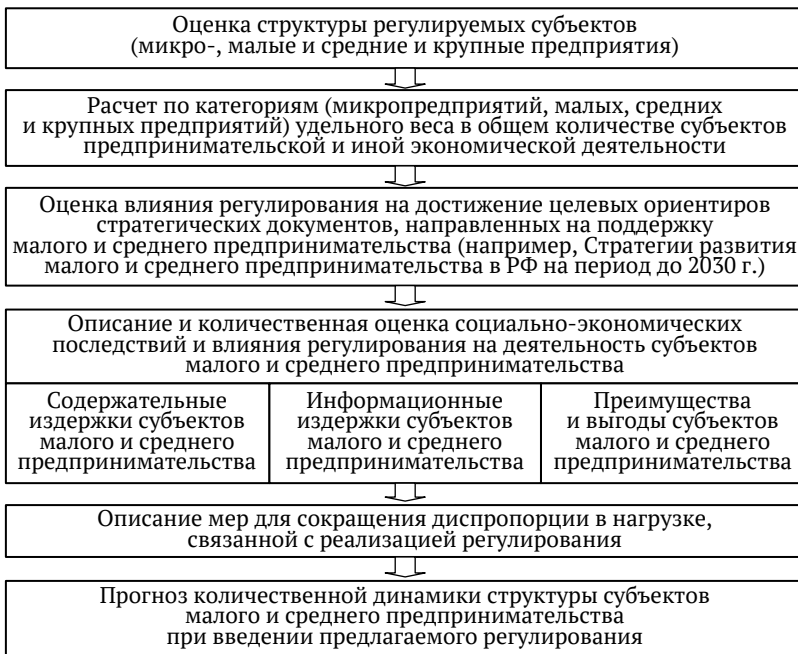 Оценка структуры регулируемых субъектов
(микро-, малые и средние и крупные предприятия)
Расчет по категориям (микропредприятий, малых, средних
и крупных предприятий) удельного веса в общем количестве субъектов
предпринимательской и иной экономической деятельности
Оценка влияния регулирования на достижение целевых ориентиров
стратегических документов, направленных на поддержку
малого и среднего предпринимательства (например, Стратегии развития
малого и среднего предпринимательства в РФ на период до 2030 г.)
Описание и количественная оценка социально-экономических
последствий и влияния регулирования на деятельность субъектов
малого и среднего предпринимательства
Содержательные
издержки субъектов
малого и среднего
предпринимательства
Информационные
издержки субъектов
малого и среднего
предпринимательства
Преимущества
и выгоды субъектов
малого и среднего
предпринимательства
Описание мер для сокращения диспропорции в нагрузке,
связанной с реализацией регулирования
Прогноз количественной динамики структуры субъектов
малого и среднего предпринимательства
при введении предлагаемого регулирования